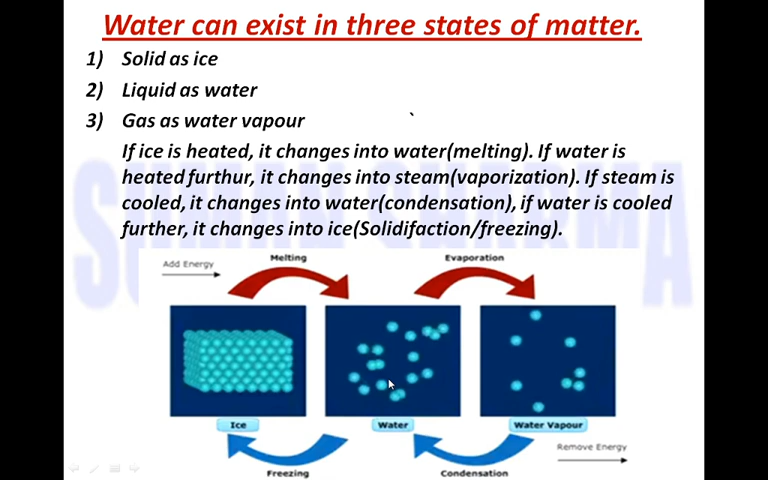 Water can exist in three states of matter.
1) Solid as ice
2) Liquid as water
3) Gas as water vapour
If ice is heated, it changes into water(melting). If water is
heated furthur, it changes into steam(vaporization). If steam is
cooled, it changes into water(condensation), if water is cooled
further, it changes into ice(Solidifaction/freezing).
Add Energy
Melting
Evaporation
Ice
Water
Water Vapour
Remove Energy
Freezing
Condensation